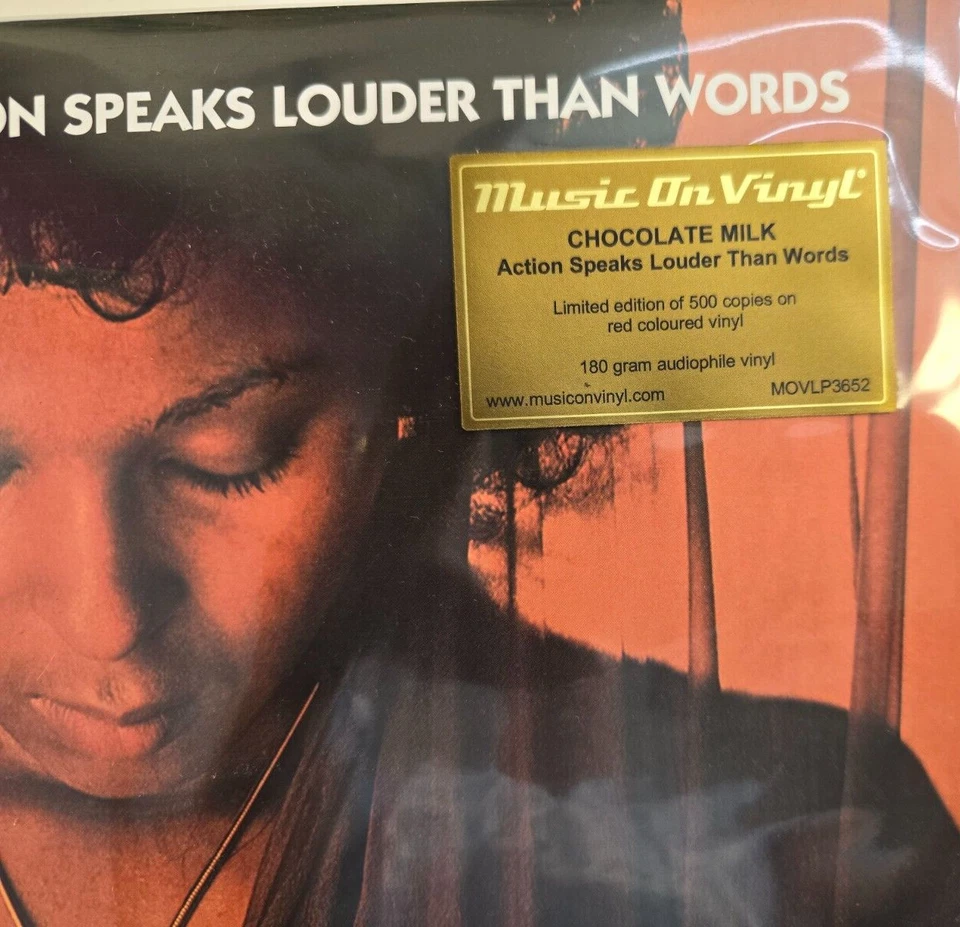 ON SPEAKS LOUDER THAN WORDS
Music On Vinyl
CHOCOLATE MILK
Action Speaks Louder Than Words
Limited edition of 500 copies on
red coloured vinyl
180 gram audiophile vinyl
www.musiconvinyl.com MOVLP3652